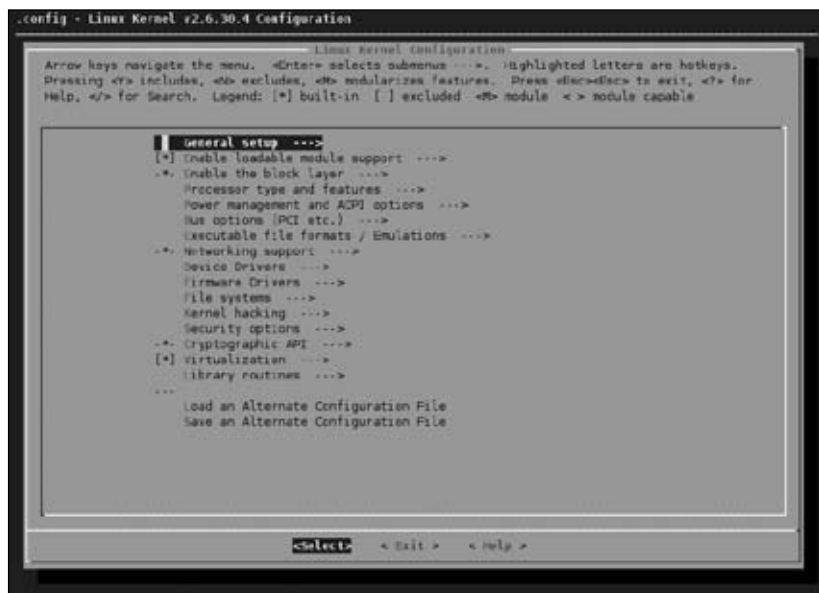 .config - Linux Kernel v2.6.30.4 Configuration
Linux Kernel Configuration
Arrow keys navigate the menu. <Enter> selects submenus --->. Highlighted letters are hotkeys.
Pressing <Y> includes, <N> excludes, <M> modularizes features. Press <Esc><Esc> to exit, <?> for
Help, </> for Search. Legend: [*] built-in [ ] excluded <M> module < > module capable
General setup --->
[*] Enable loadable module support --->
-*- Enable the block layer --->
Processor type and features --->
Power management and ACPI options --->
Bus options (PCI etc.) --->
Executable file formats / Emulations --->
-*- Networking support --->
Device Drivers --->
Firmware Drivers --->
File systems --->
Kernel hacking --->
Security options --->
-*- Cryptographic API --->
[*] Virtualization --->
Library routines --->
---
Load an Alternate Configuration File
Save an Alternate Configuration File
<Select> < Exit > < Help >